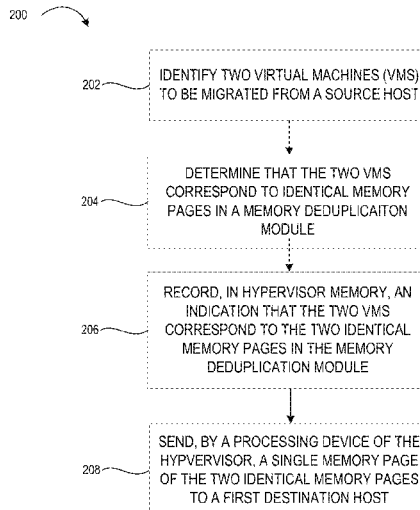 200
202
IDENTIFY TWO VIRTUAL MACHINES (VMS)
TO BE MIGRATED FROM A SOURCE HOST
204
DETERMINE THAT THE TWO VMS
CORRESPOND TO IDENTICAL MEMORY
PAGES IN A MEMORY DEDUPLICAITON
MODULE
206
RECORD, IN HYPERVISOR MEMORY, AN
INDICATION THAT THE TWO VMS
CORRESPOND TO THE TWO IDENTICAL
MEMORY PAGES IN THE MEMORY
DEDUPLICATION MODULE
208
SEND, BY A PROCESSING DEVICE OF THE
HYPVERVISOR, A SINGLE MEMORY PAGE
OF THE TWO IDENTICAL MEMORY PAGES
TO A FIRST DESTINATION HOST